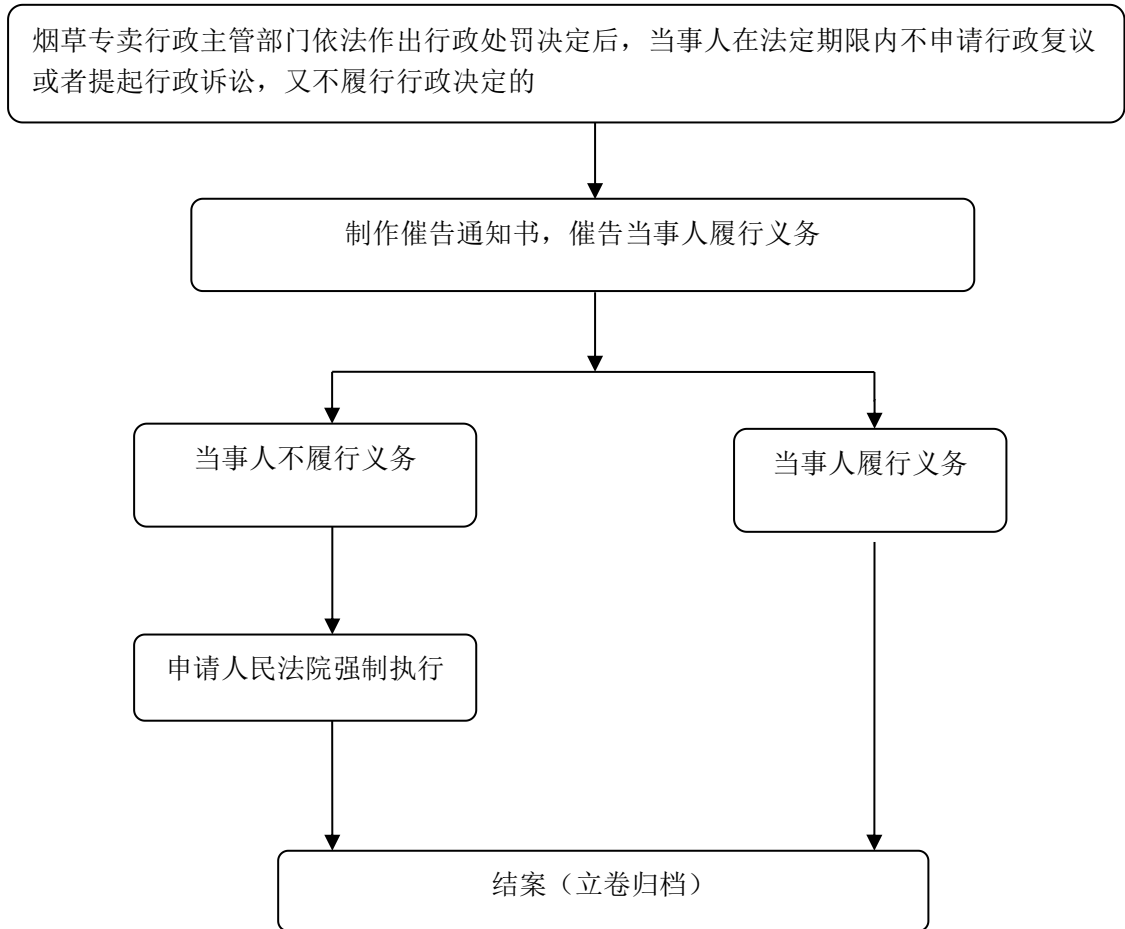 烟草专卖行政主管部门依法作出行政处罚决定后，当事人在法定期限内不申请行政复议
或者提起行政诉讼，又不履行行政决定的
制作催告通知书，催告当事人履行义务
当事人不履行义务
当事人履行义务
申请人民法院强制执行
结案（立卷归档）